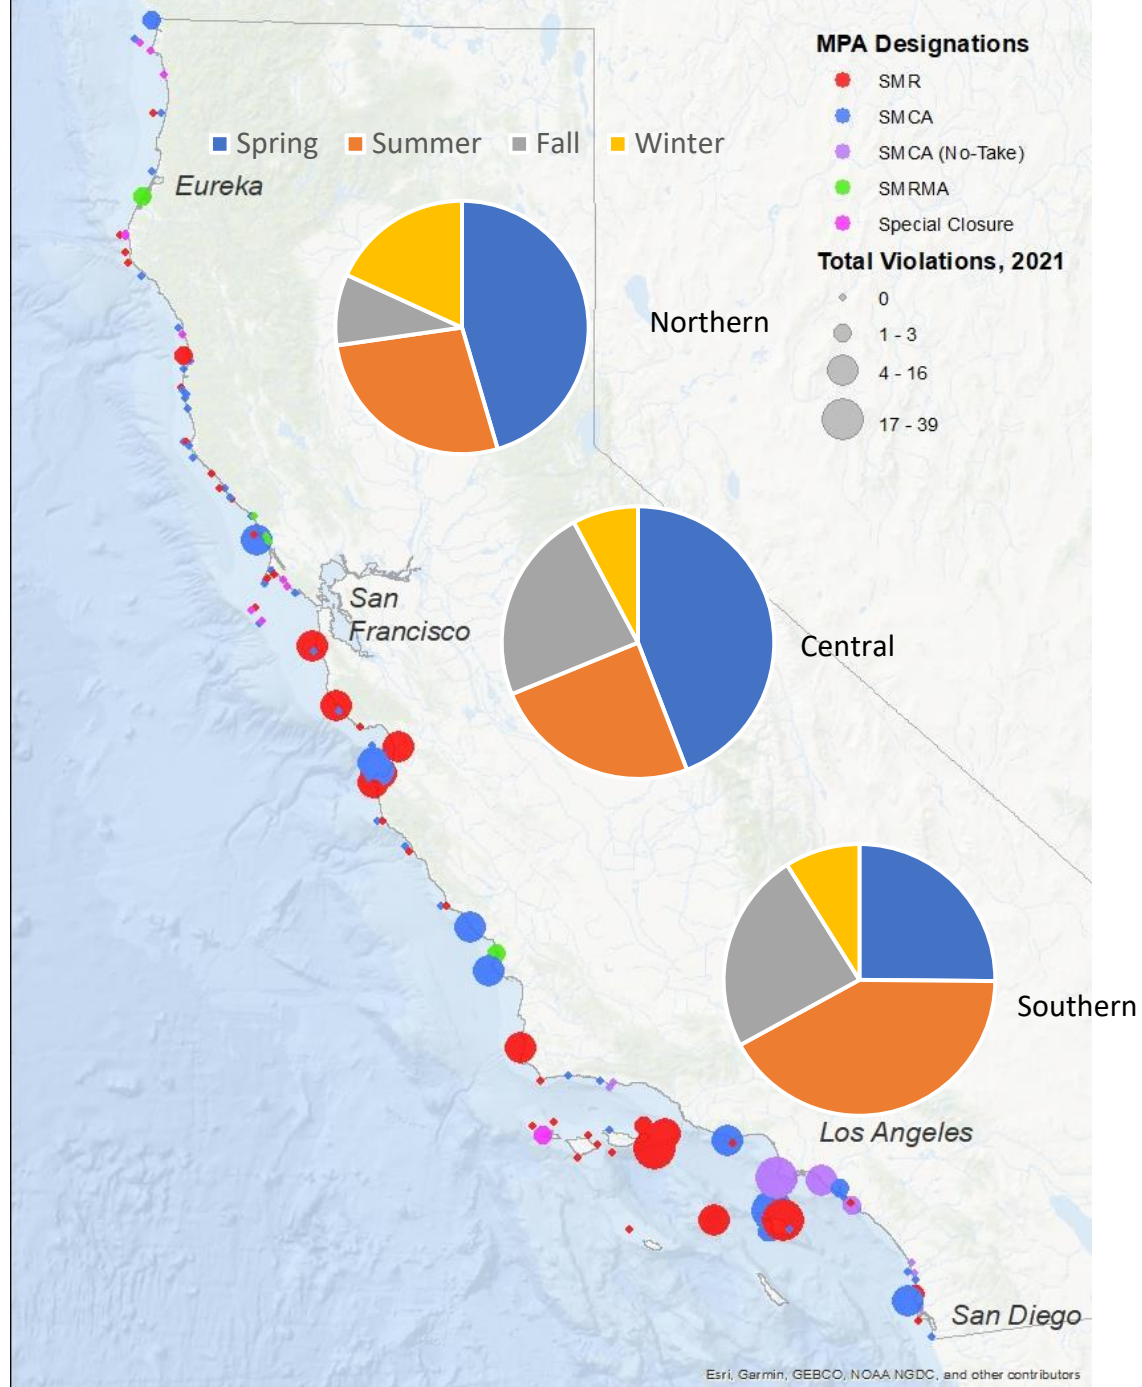 MPA Designations
SMR
SMCA
SMCA (No-Take)
SMRMA
Special Closure
Total Violations, 2021
0
1 - 3
4 - 16
17 - 39
Spring Summer Fall Winter
Eureka
Northern
San
Francisco
Central
Southern
Los Angeles
San Diego
Esri, Garmin, GEBCO, NOAA NGDC, and other contributors